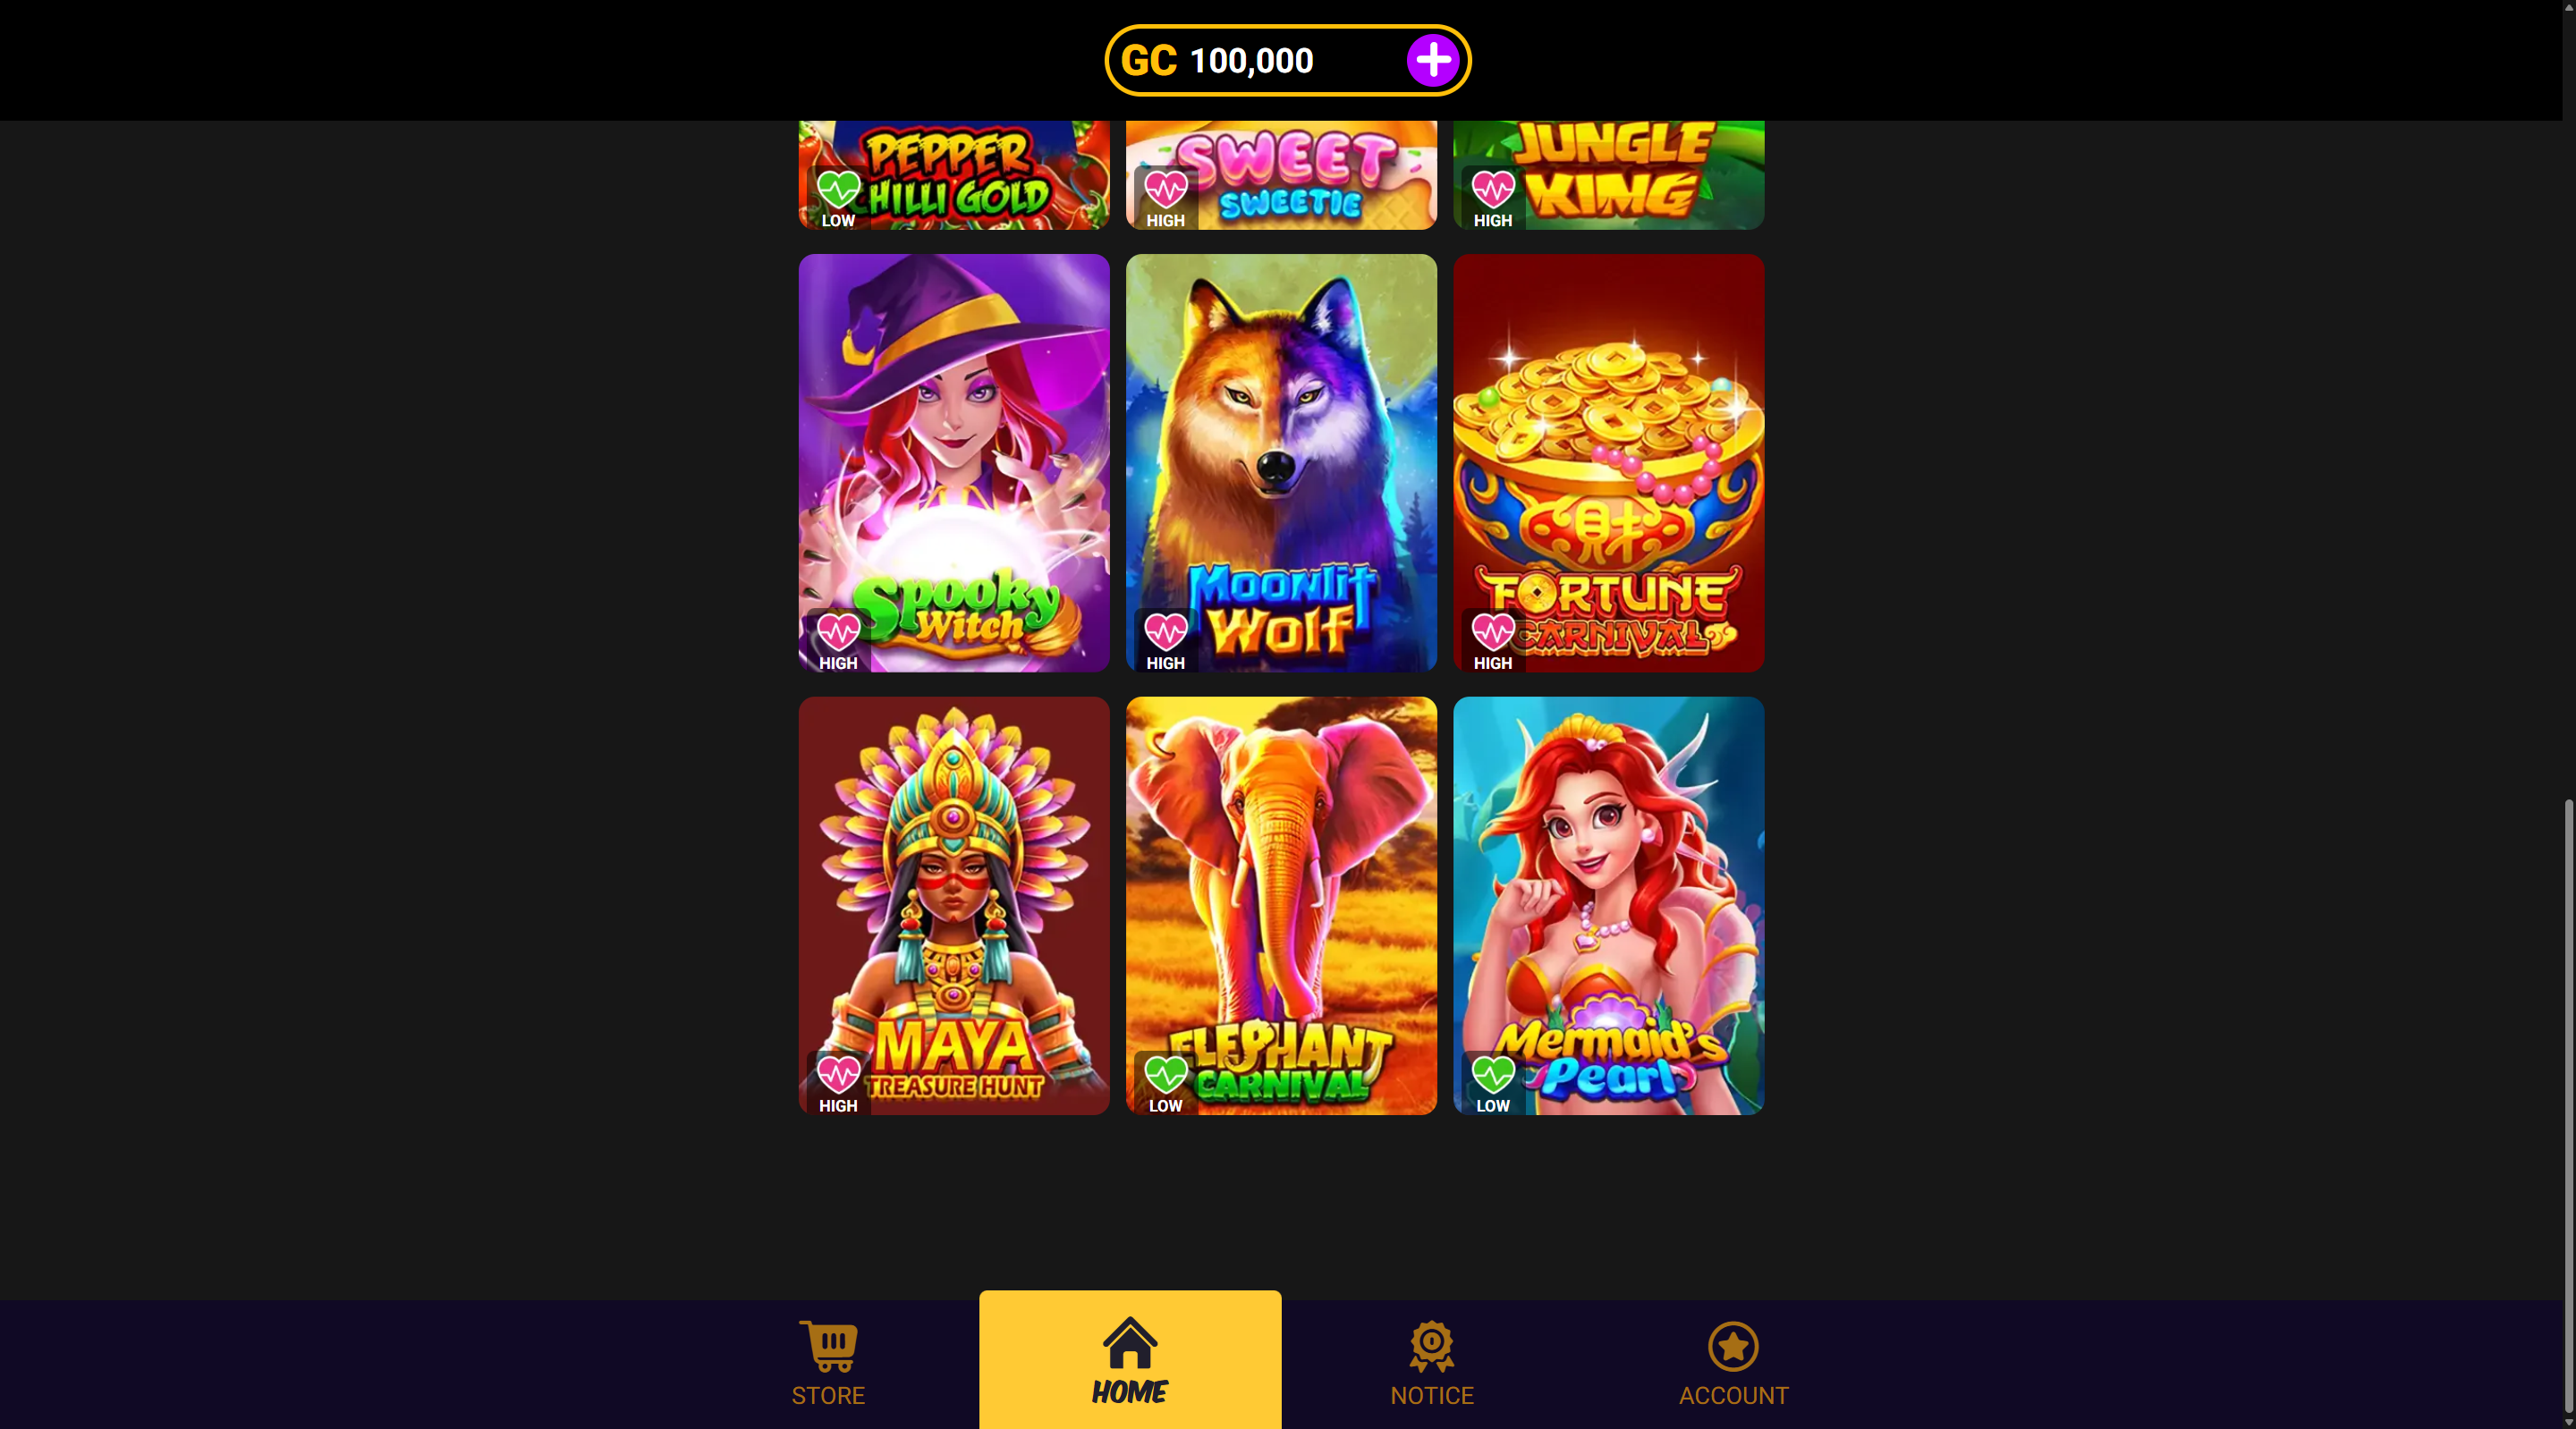 GC 100,000
PEPPER
CHILLI GOLD
LOW
SWEET
SWEETIE
HIGH
JUNGLE
KING
HIGH
Spooky
Witch
HIGH
Moonlit
Wolf
HIGH
財
FORTUNE
CARNIVAL
HIGH
MAYA
TREASURE HUNT
HIGH
ELEPHANT
CARNIVAL
LOW
Mermaid's
Pearl
LOW
STORE
HOME
NOTICE
ACCOUNT